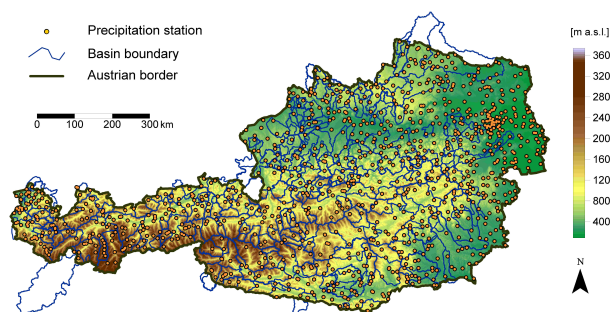 Precipitation station
Basin boundary
Austrian border
0 100 200 300 km
[m a.s.l.]
360
320
280
240
200
160
120
800
400
N